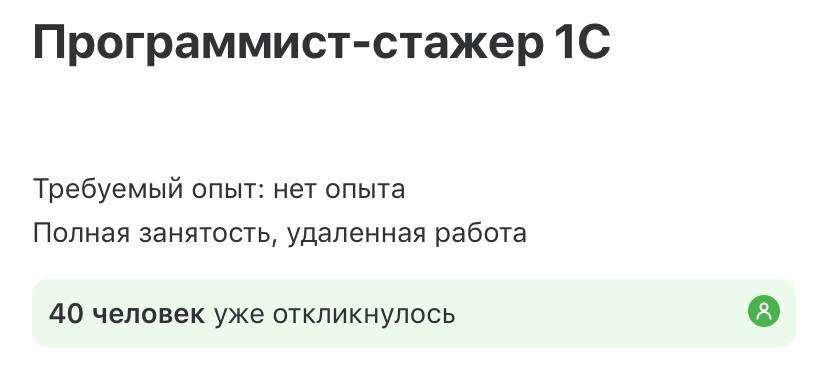 Программист-стажер 1С
Требуемый опыт: нет опыта
Полная занятость, удаленная работа
40 человек уже откликнулось